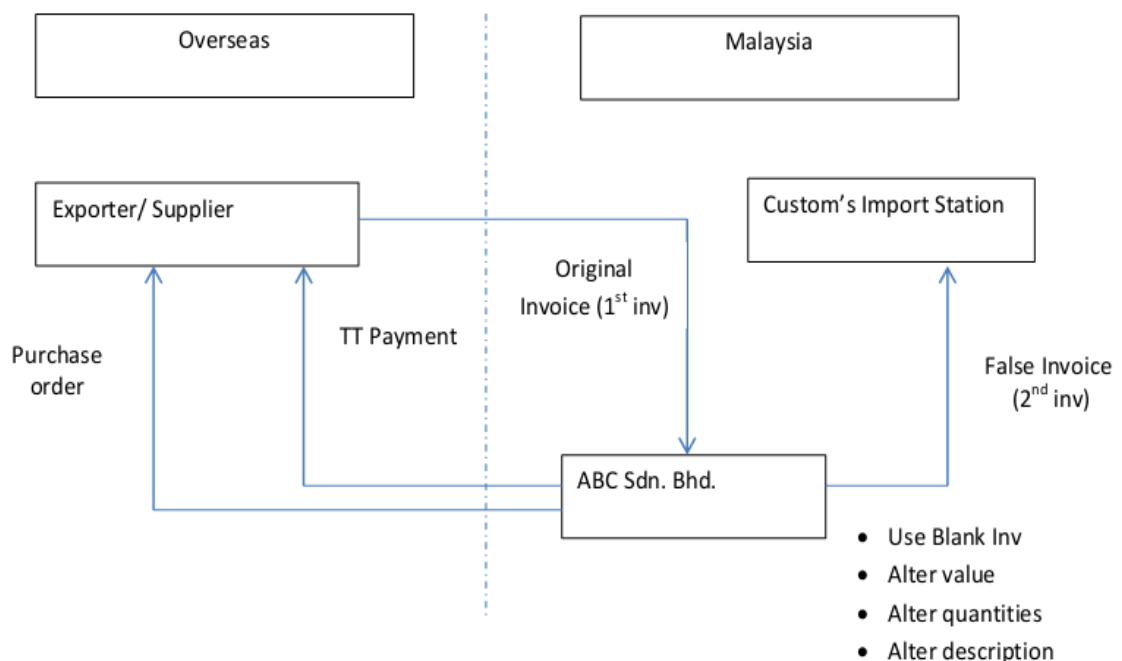 Overseas
Malaysia
Exporter/ Supplier
Custom’s Import Station
Original
Invoice (1st inv)
TT Payment
Purchase
order
False Invoice
(2nd inv)
ABC Sdn. Bhd.
• Use Blank Inv
• Alter value
• Alter quantities
• Alter description